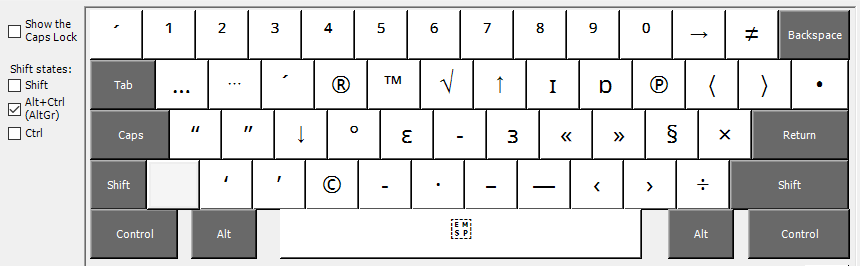 Show the
Caps Lock
Shift states:
Shift
Alt+Ctrl
(AltGr)
Ctrl
´ ¹ ² ³ ⁴ ⁵ ⁶ ⁷ ⁸ ⁹ ⁰ → ≠ Backspace
Tab … ⋯ ´ ® ™ √ ↑ ɪ ɒ ℗ 〈 〉 •
Caps “ ” ↓ ° ɛ - ɜ « » § × Return
Shift ‘ ’ © - · – — ‹ › ÷ Shift
Control Alt EM SP Alt Control